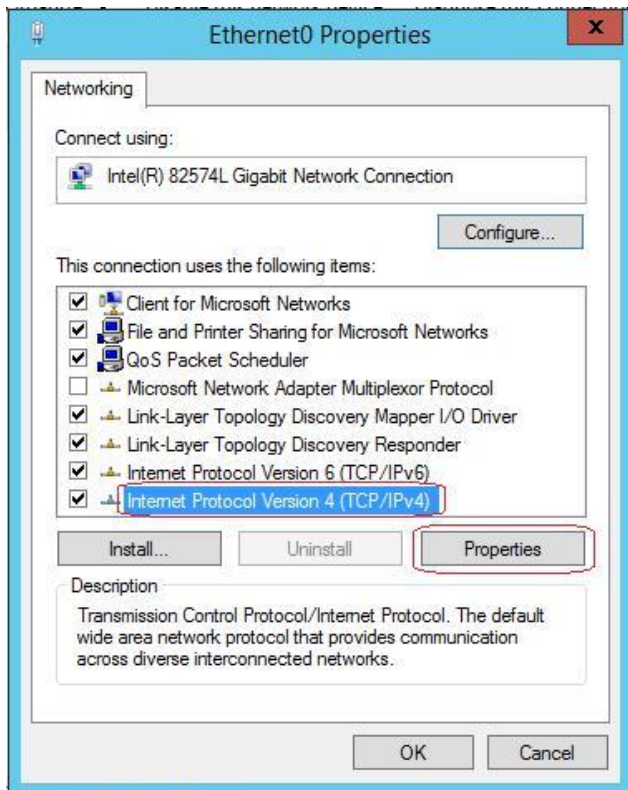 Ethernet0 Properties
x
Networking
Connect using:
Intel(R) 82574L Gigabit Network Connection
Configure...
This connection uses the following items:
Client for Microsoft Networks
File and Printer Sharing for Microsoft Networks
QoS Packet Scheduler
Microsoft Network Adapter Multiplexor Protocol
Link-Layer Topology Discovery Mapper I/O Driver
Link-Layer Topology Discovery Responder
Internet Protocol Version 6 (TCP/IPv6)
Internet Protocol Version 4 (TCP/IPv4)
Install... Uninstall Properties
Description
Transmission Control Protocol/Internet Protocol. The default
wide area network protocol that provides communication
across diverse interconnected networks.
OK Cancel